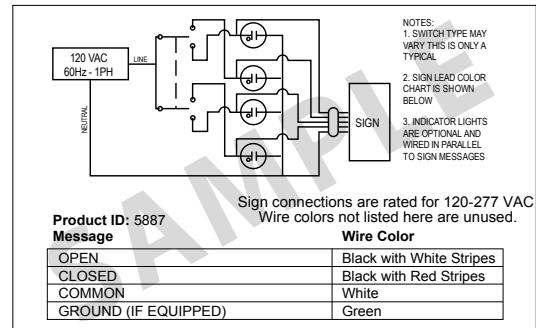 120 VAC
60Hz - 1PH
LINE
NEUTRAL
SIGN
NOTES:
1. SWITCH TYPE MAY
VARY THIS IS ONLY A
TYPICAL
2. SIGN LEAD COLOR
CHART IS SHOWN
BELOW
3. INDICATOR LIGHTS
ARE OPTIONAL AND
WIRED IN PARALLEL
TO SIGN MESSAGES
SAMPLE
Sign connections are rated for 120-277 VAC
Product ID: 5887 Wire colors not listed here are unused.
Message Wire Color
OPEN Black with White Stripes
CLOSED Black with Red Stripes
COMMON White
GROUND (IF EQUIPPED) Green